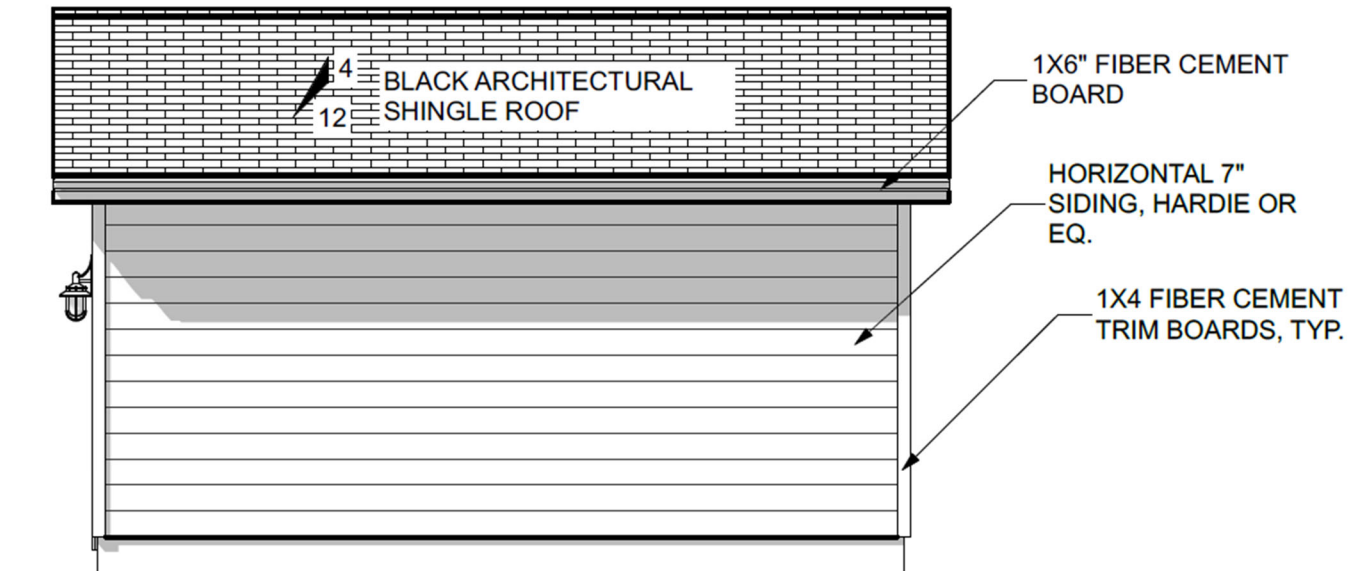 4
12
BLACK ARCHITECTURAL
SHINGLE ROOF
1X6" FIBER CEMENT
BOARD
HORIZONTAL 7"
SIDING, HARDIE OR
EQ.
1X4 FIBER CEMENT
TRIM BOARDS, TYP.